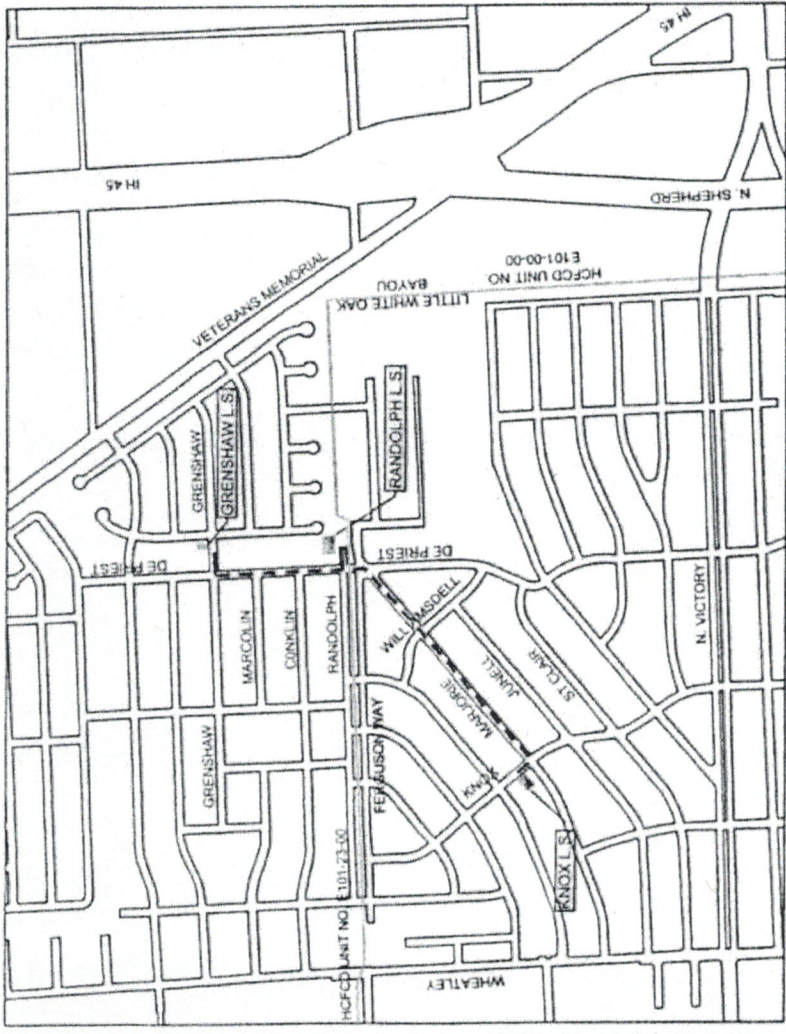 IH 45
IH 45
VETERANS MEMORIAL
N. SHEPHERD
HCFCD UNIT NO.
E101-00-00
LITTLE WHITE OAK
BAYOU
GRENSHAW
GRENSHAW L.S.
RANDOLPH L.S.
DE PRIEST
DE PRIEST
MARCOLIN
CONKLIN
RANDOLPH
WILLIAMSDELL
MARJORIE
JUNELL
ST CLAIR
N. VICTORY
GRENSHAW
FERGUSON WAY
KNOX
HCFCD UNIT NO. E101-23-00
KNOX L.S.
WHEATLEY